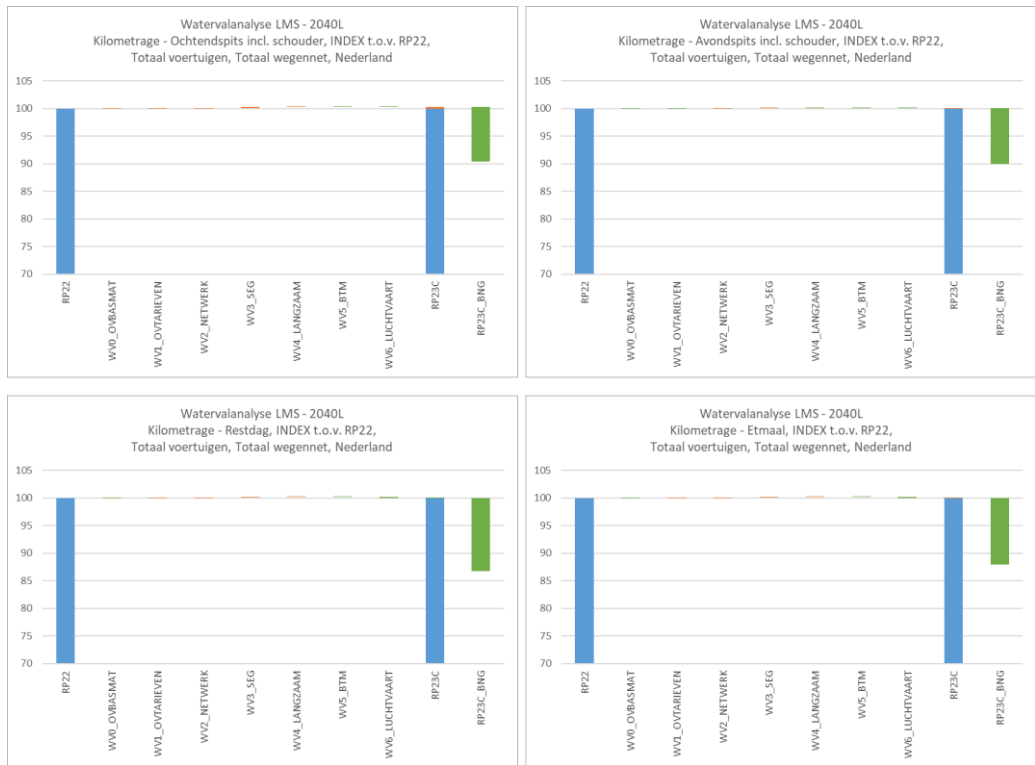 Watervalanalyse LMS - 2040L
Kilometrage - Ochtendspits incl. schouder, INDEX t.o.v. RP22,
Totaal voertuigen, Totaal wegennet, Nederland
105
100
95
90
85
80
75
70
RP22
WV0_OVBASMAT
WV1_OVTARIEVEN
WV2_NETWERK
WV3_SEG
WV4_LANGZAAM
WV5_BTM
WV6_LUCHTVAART
RP23C
RP23C_BNG
Watervalanalyse LMS - 2040L
Kilometrage - Avondspits incl. schouder, INDEX t.o.v. RP22,
Totaal voertuigen, Totaal wegennet, Nederland
105
100
95
90
85
80
75
70
RP22
WV0_OVBASMAT
WV1_OVTARIEVEN
WV2_NETWERK
WV3_SEG
WV4_LANGZAAM
WV5_BTM
WV6_LUCHTVAART
RP23C
RP23C_BNG
Watervalanalyse LMS - 2040L
Kilometrage - Restdag, INDEX t.o.v. RP22,
Totaal voertuigen, Totaal wegennet, Nederland
105
100
95
90
85
80
75
70
RP22
WV0_OVBASMAT
WV1_OVTARIEVEN
WV2_NETWERK
WV3_SEG
WV4_LANGZAAM
WV5_BTM
WV6_LUCHTVAART
RP23C
RP23C_BNG
Watervalanalyse LMS - 2040L
Kilometrage - Etmaal, INDEX t.o.v. RP22,
Totaal voertuigen, Totaal wegennet, Nederland
105
100
95
90
85
80
75
70
RP22
WV0_OVBASMAT
WV1_OVTARIEVEN
WV2_NETWERK
WV3_SEG
WV4_LANGZAAM
WV5_BTM
WV6_LUCHTVAART
RP23C
RP23C_BNG